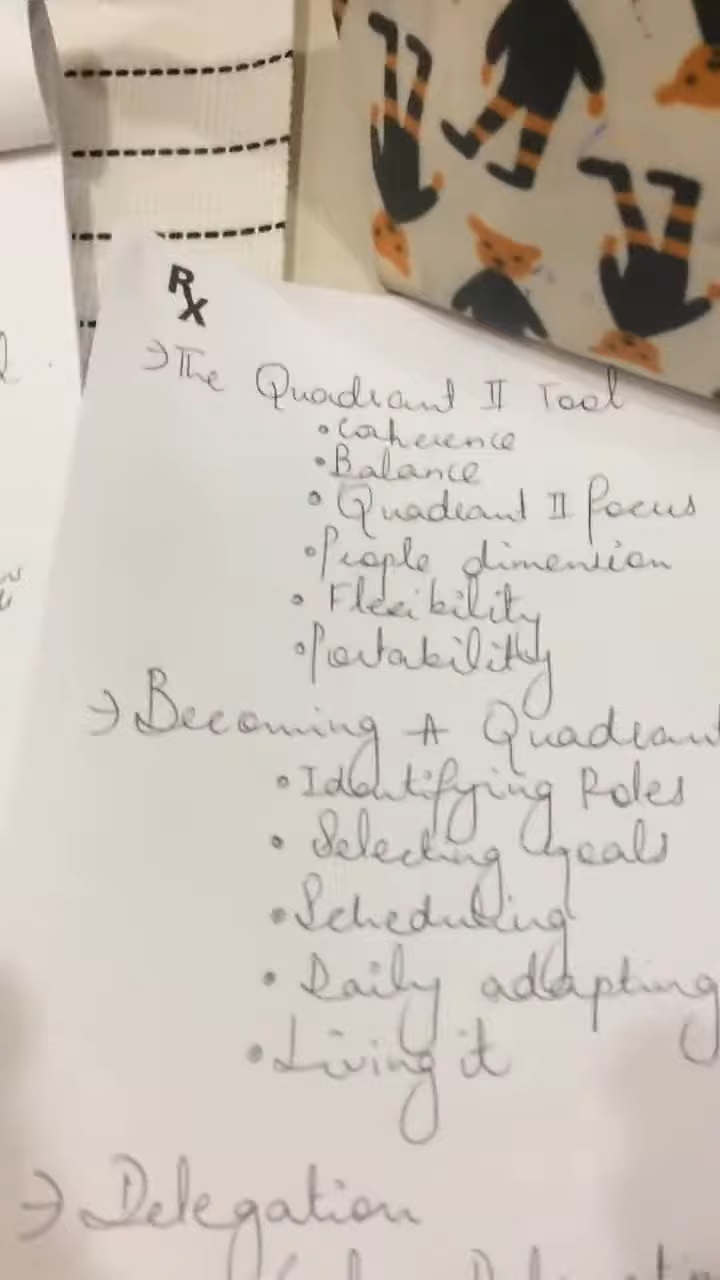 Rx
→ The Quadrant II Tool
• Coherence
• Balance
• Quadrant II focus
• People dimension
• Flexibility
• Portability
→ Becoming A Quadrant
• Identifying Roles
• Selecting goals
• Scheduling
• Daily adapting
• Living it
→ Delegation